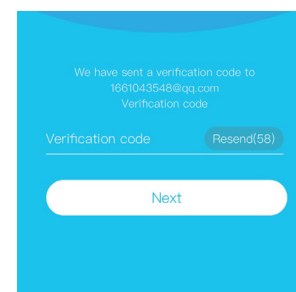 We have sent a verification code to
1661043548@qq.com
Verification code
Verification code Resend(58)
Next